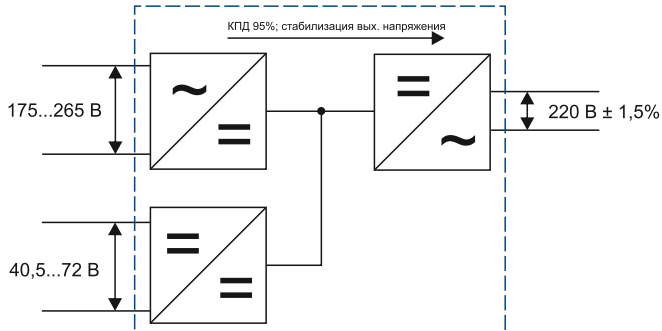 КПД 95%; стабилизация вых. напряжения
~
=
=
~
175...265 В
220 В ± 1,5%
=
=
40,5...72 В